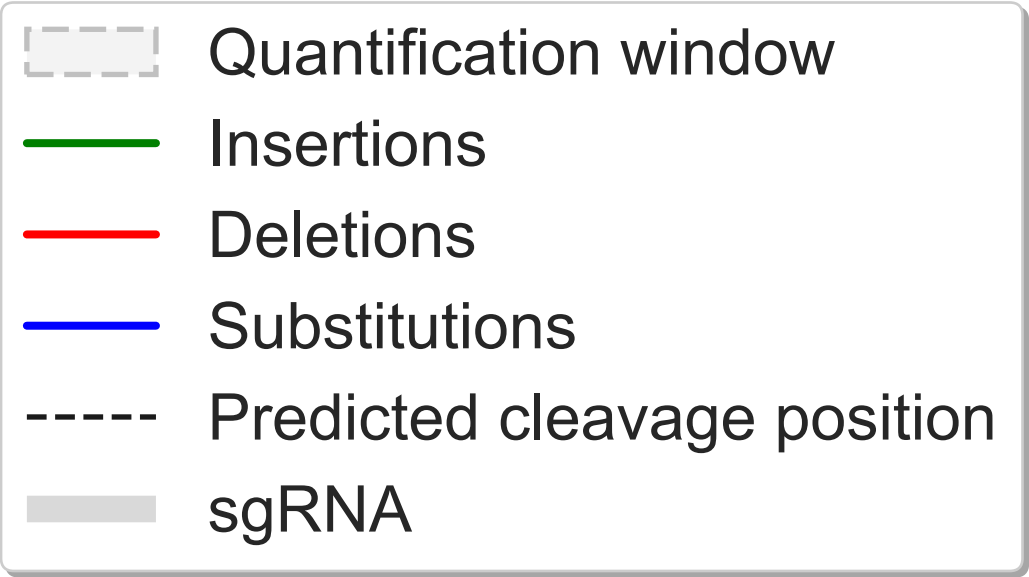 Quantification window
Insertions
Deletions
Substitutions
Predicted cleavage position
sgRNA